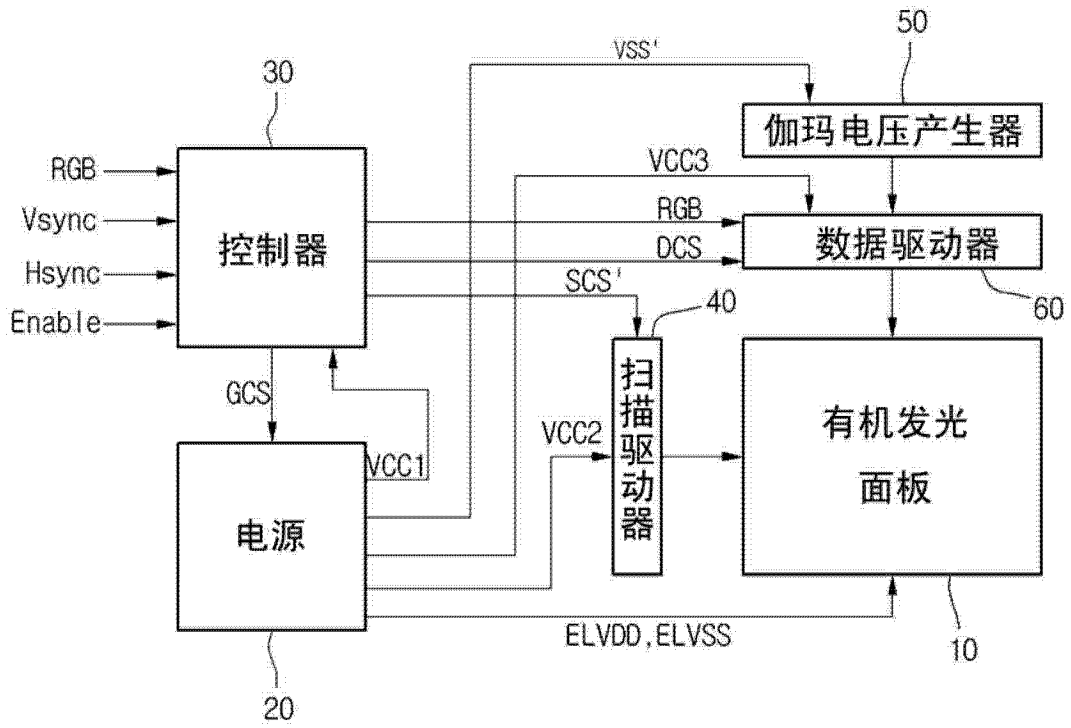 50
VSS'
30
伽玛电压产生器
RGB
VCC3
RGB
Vsync
控制器
数据驱动器
DCS
Hsync
SCS'
40
60
Enable
GCS
扫描驱动器
有机发光
面板
VCC2
VCC1
电源
ELVDD,ELVSS
10
20